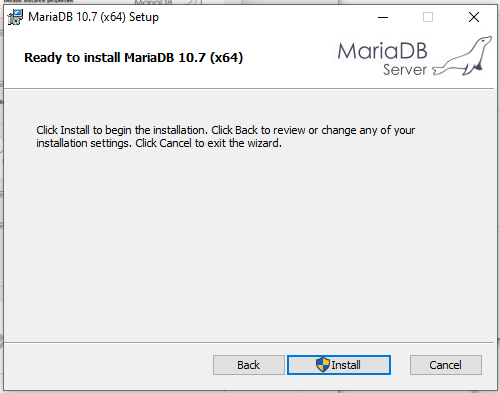 MariaDB 10.7 (x64) Setup
Ready to install MariaDB 10.7 (x64)
MariaDB
Server
Click Install to begin the installation. Click Back to review or change any of your
installation settings. Click Cancel to exit the wizard.
Back
Install
Cancel